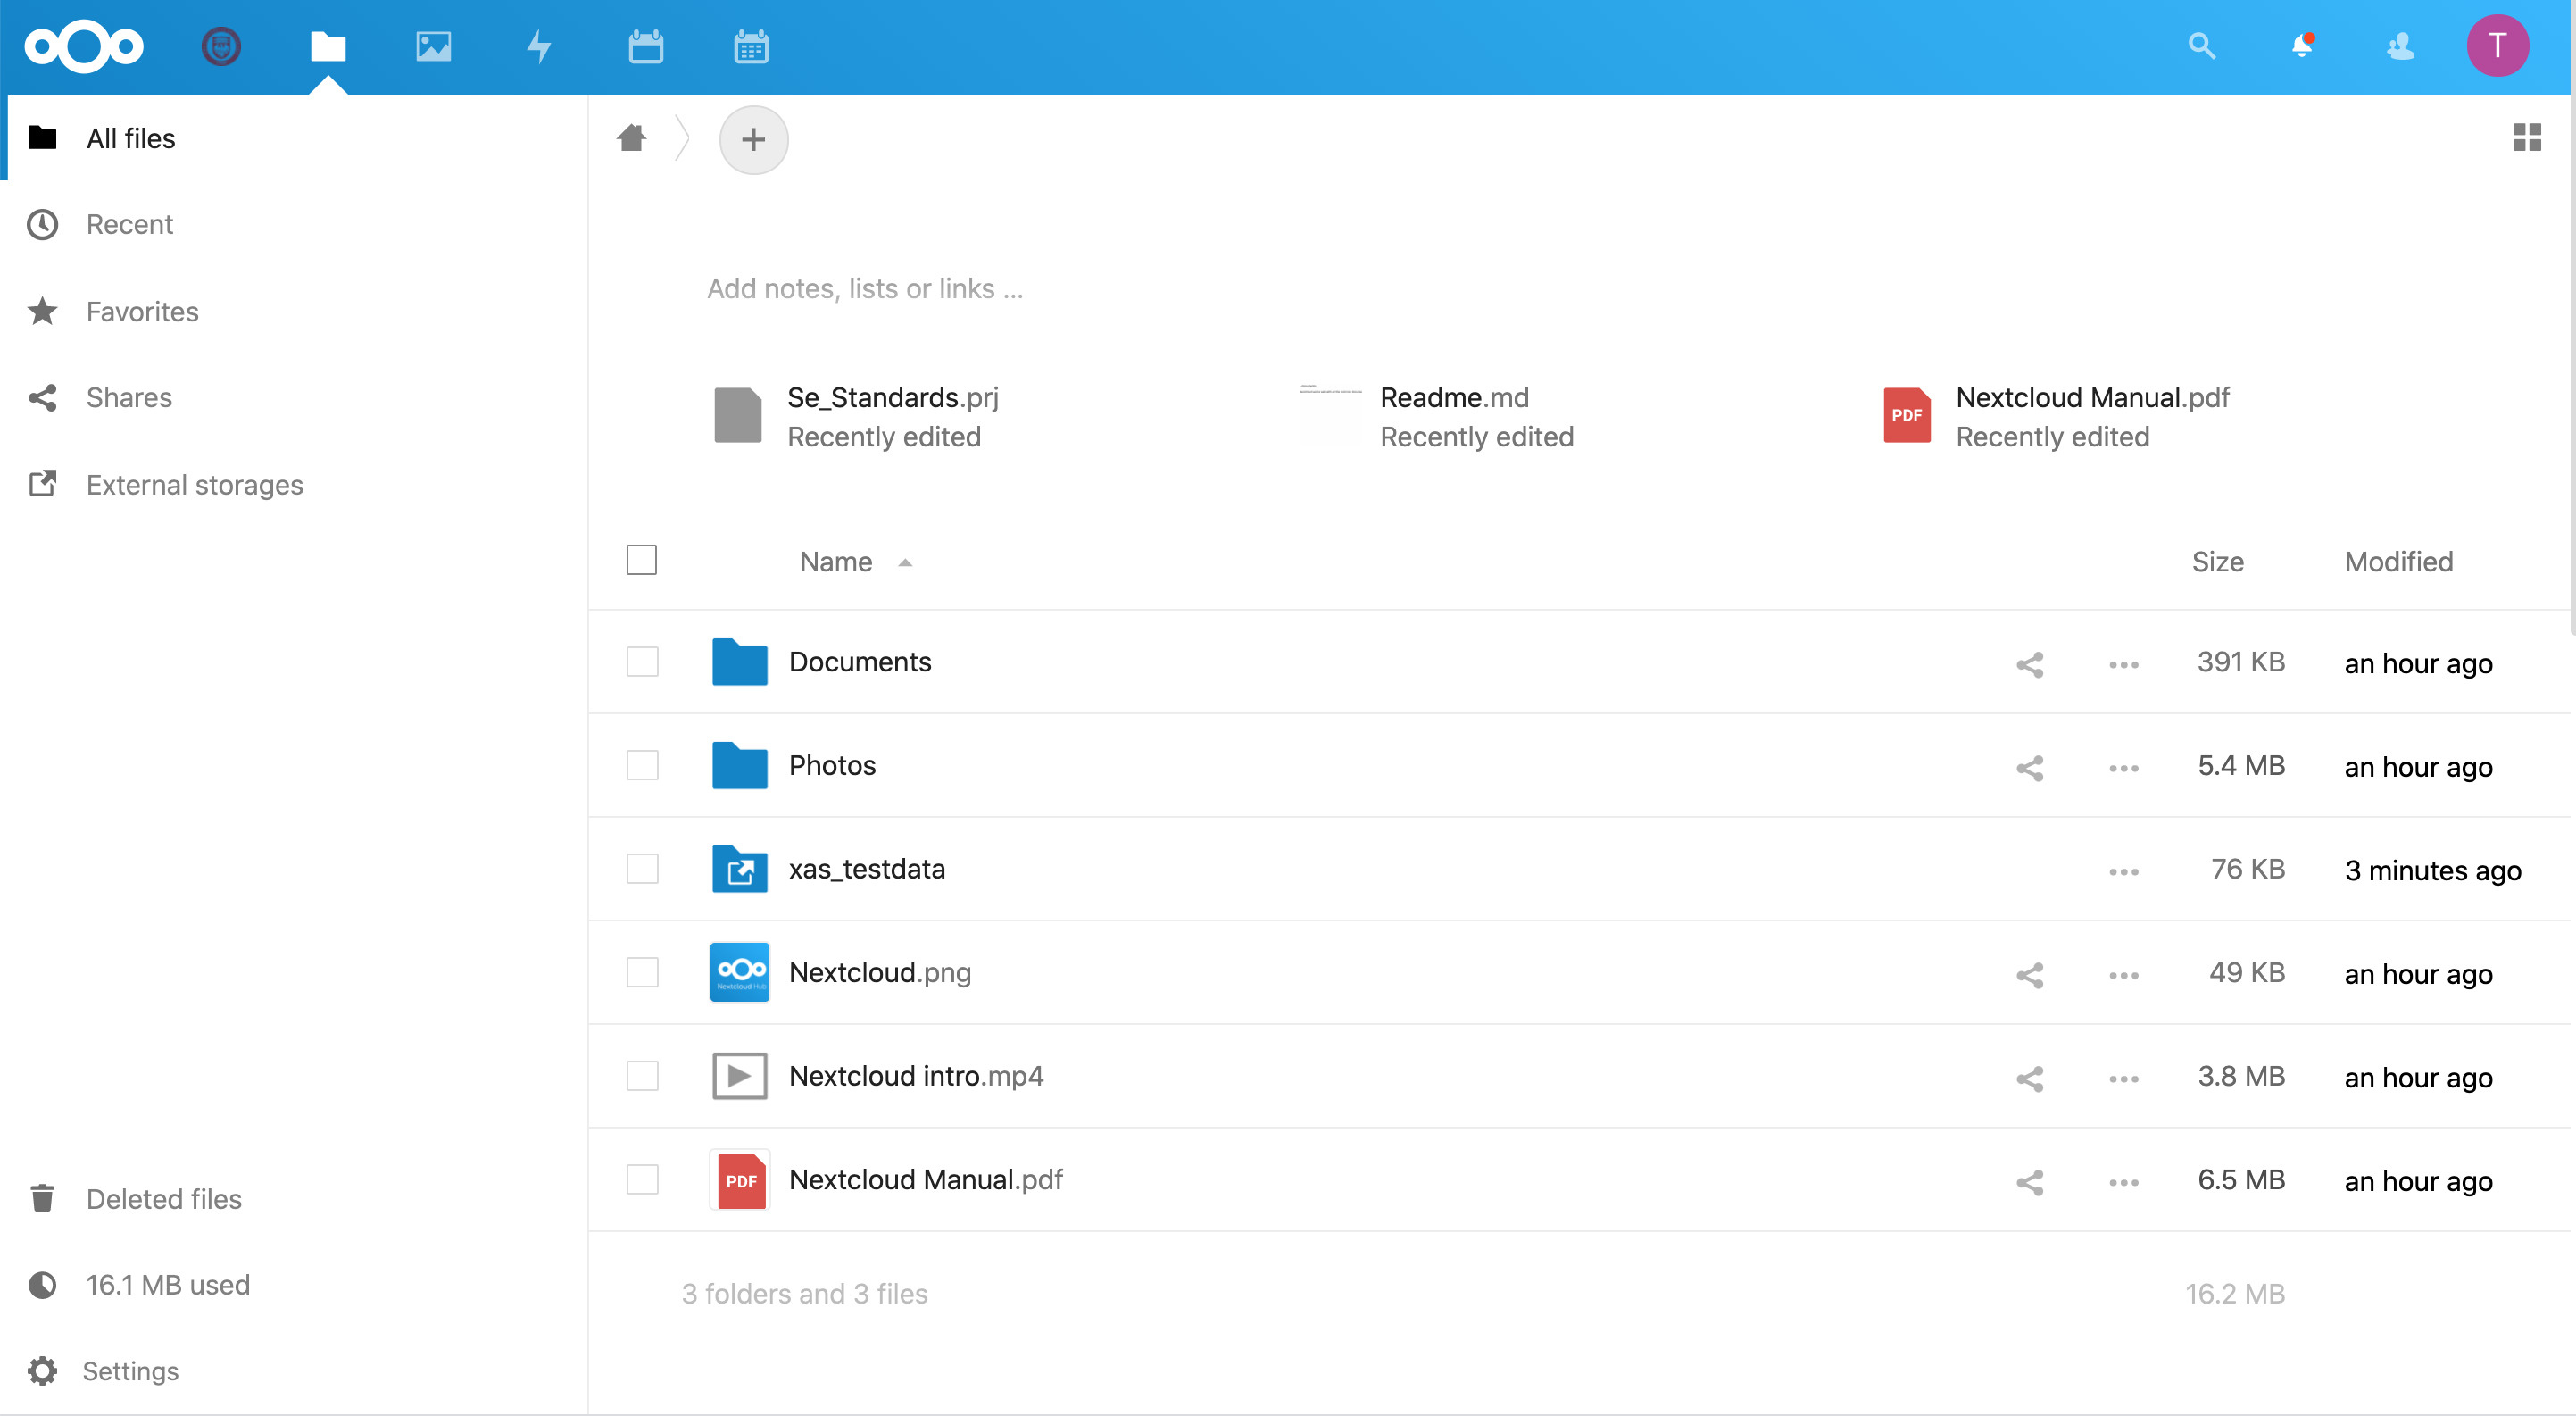 T
All files
Recent
Favorites
Shares
External storages
Add notes, lists or links ...
Se_Standards.prj
Recently edited
Readme.md
Recently edited
PDF
Nextcloud Manual.pdf
Recently edited
Name
Size
Modified
Documents
391 KB
an hour ago
Photos
5.4 MB
an hour ago
xas_testdata
76 KB
3 minutes ago
Nextcloud Hub
Nextcloud.png
49 KB
an hour ago
Nextcloud intro.mp4
3.8 MB
an hour ago
PDF
Nextcloud Manual.pdf
6.5 MB
an hour ago
3 folders and 3 files
16.2 MB
Deleted files
16.1 MB used
Settings